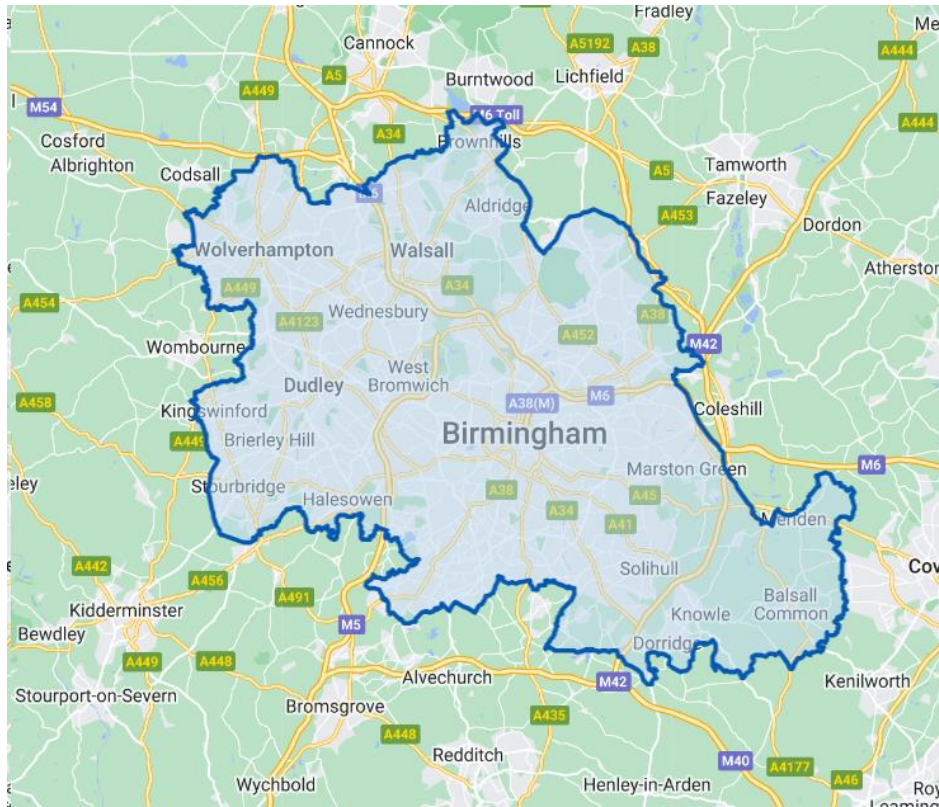 Fradley
Cannock
A5192
A38
Me
A444
A5
Burntwood
Lichfield
A449
M54
M6 Toll
A444
Cosford
A34
Brownhills
Albrighton
Codsall
A5
Tamworth
Aldridge
Fazeley
A453
Dordon
Wolverhampton
Walsall
Atherston
A449
A34
A454
A4123
Wednesbury
A38
A452
Wombourne
M42
West
Bromwich
Dudley
A38(M)
M6
A458
Kingswinford
Coleshill
Birmingham
A449
Brierley Hill
M6
eley
Marston Green
Stourbridge
Halesowen
A38
A45
A34
A41
Meriden
A442
A456
Solihull
Cov
A491
Balsall
Common
Kidderminster
Knowle
Bewdley
M5
Dorridge
A449
A448
Alvechurch
M42
Kenilworth
Stourport-on-Severn
Bromsgrove
A435
A448
Redditch
M40
A4177
A46
Wychbold
Henley-in-Arden
Roy
Leaming